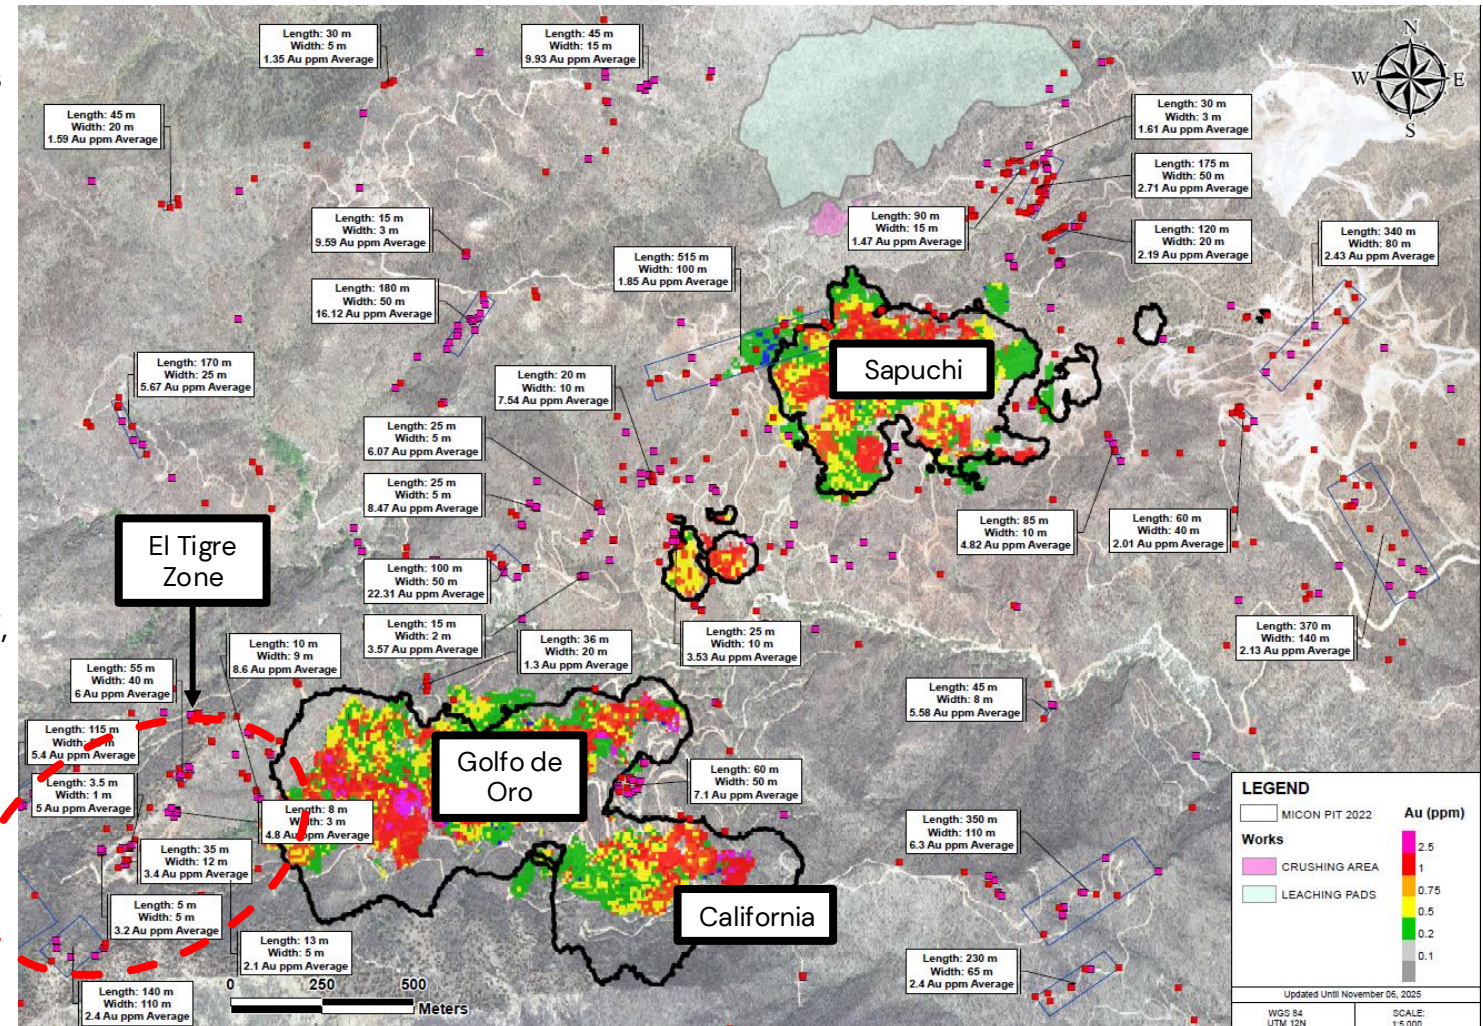 Length: 30 m
Width: 5 m
1.35 Au ppm Average
Length: 45 m
Width: 15 m
9.93 Au ppm Average
N
W
E
S
Length: 45 m
Width: 20 m
1.59 Au ppm Average
Length: 30 m
Width: 3 m
1.61 Au ppm Average
Length: 175 m
Width: 50 m
2.71 Au ppm Average
Length: 15 m
Width: 3 m
9.59 Au ppm Average
Length: 90 m
Width: 15 m
1.47 Au ppm Average
Length: 120 m
Width: 20 m
2.19 Au ppm Average
Length: 340 m
Width: 80 m
2.43 Au ppm Average
Length: 515 m
Width: 100 m
1.85 Au ppm Average
Length: 180 m
Width: 50 m
16.12 Au ppm Average
Length: 170 m
Width: 25 m
5.67 Au ppm Average
Length: 20 m
Width: 10 m
7.54 Au ppm Average
Sapuchi
Length: 25 m
Width: 5 m
6.07 Au ppm Average
Length: 25 m
Width: 5 m
8.47 Au ppm Average
Length: 85 m
Width: 10 m
4.82 Au ppm Average
Length: 60 m
Width: 40 m
2.01 Au ppm Average
El Tigre
Zone
Length: 100 m
Width: 50 m
22.31 Au ppm Average
Length: 15 m
Width: 2 m
3.57 Au ppm Average
Length: 36 m
Width: 20 m
1.3 Au ppm Average
Length: 25 m
Width: 10 m
3.53 Au ppm Average
Length: 370 m
Width: 140 m
2.13 Au ppm Average
Length: 10 m
Width: 9 m
8.6 Au ppm Average
Length: 55 m
Width: 40 m
6 Au ppm Average
Length: 45 m
Width: 8 m
5.58 Au ppm Average
Length: 115 m
Width: m
5.4 Au ppm Average
Golfo de
Oro
Length: 60 m
Width: 50 m
7.1 Au ppm Average
Length: 3.5 m
Width: 1 m
5 Au ppm Average
Length: 8 m
Width: 3 m
4.8 Au ppm Average
Length: 350 m
Width: 110 m
6.3 Au ppm Average
Length: 35 m
Width: 12 m
3.4 Au ppm Average
Length: 5 m
Width: 5 m
3.2 Au ppm Average
California
Length: 13 m
Width: 5 m
2.1 Au ppm Average
Length: 230 m
Width: 65 m
2.4 Au ppm Average
Length: 140 m
Width: 110 m
2.4 Au ppm Average
0 250 500
Meters
LEGEND
MICON PIT 2022
Works
CRUSHING AREA
LEACHING PADS
Au (ppm)
2.5
1
0.75
0.5
0.2
0.1
Updated Until November 06, 2025
WGS 84
UTM 12N
SCALE:
1:5,000